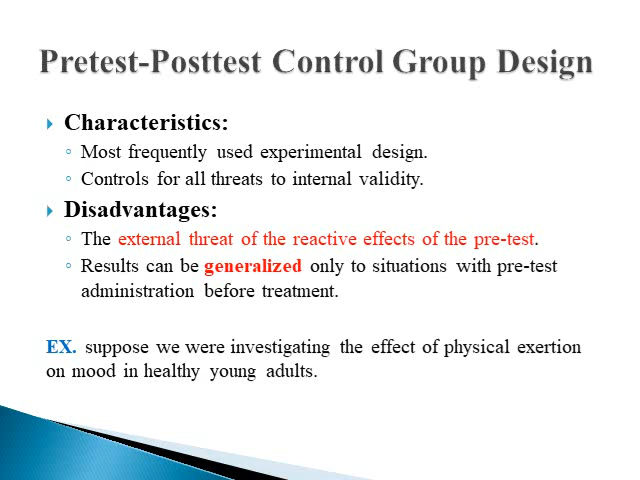 Pretest-Posttest Control Group Design
Characteristics:
Most frequently used experimental design.
Controls for all threats to internal validity.
Disadvantages:
The external threat of the reactive effects of the pre-test.
Results can be generalized only to situations with pre-test
administration before treatment.
EX. suppose we were investigating the effect of physical exertion
on mood in healthy young adults.